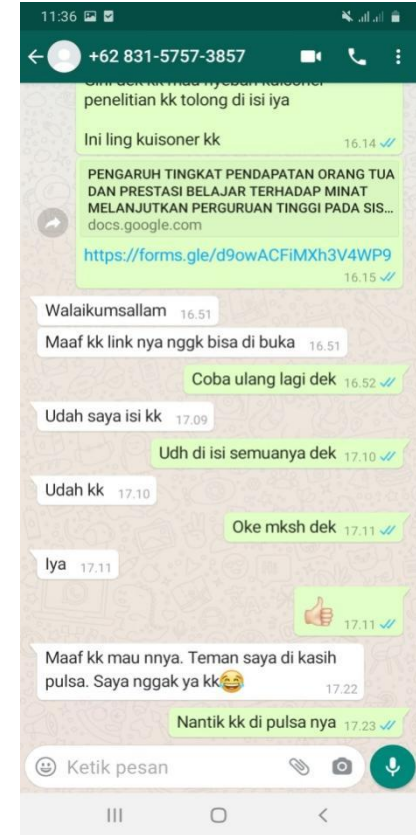 11:36
+62 831-5757-3857
penelitian kk tolong di isi iya
Ini ling kuisoner kk
16.14
PENGARUH TINGKAT PENDAPATAN ORANG TUA
DAN PRESTASI BELAJAR TERHADAP MINAT
MELANJUTKAN PERGURUAN TINGGI PADA SIS...
docs.google.com
https://forms.gle/d9owACFiMXh3V4WP9
16.15
Walaikumsallam 16.51
Maaf kk link nya nggk bisa di buka 16.51
Coba ulang lagi dek 16.52
Udah saya isi kk 17.09
Udh di isi semuanya dek 17.10
Udah kk 17.10
Oke mksh dek 17.11
Iya 17.11
17.11
Maaf kk mau nnya. Teman saya di kasih
pulsa. Saya nggak ya kk😂
17.22
Nantik kk di pulsa nya 17.23
Ketik pesan